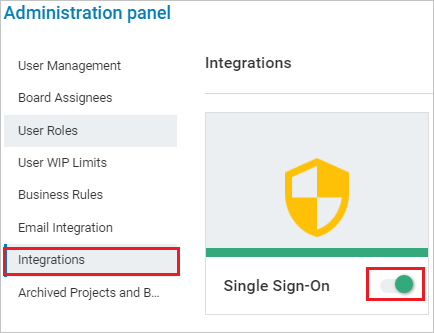 Administration panel
User Management
Board Assignees
User Roles
User WIP Limits
Business Rules
Email Integration
Integrations
Archived Projects and B...
Integrations
Single Sign-On